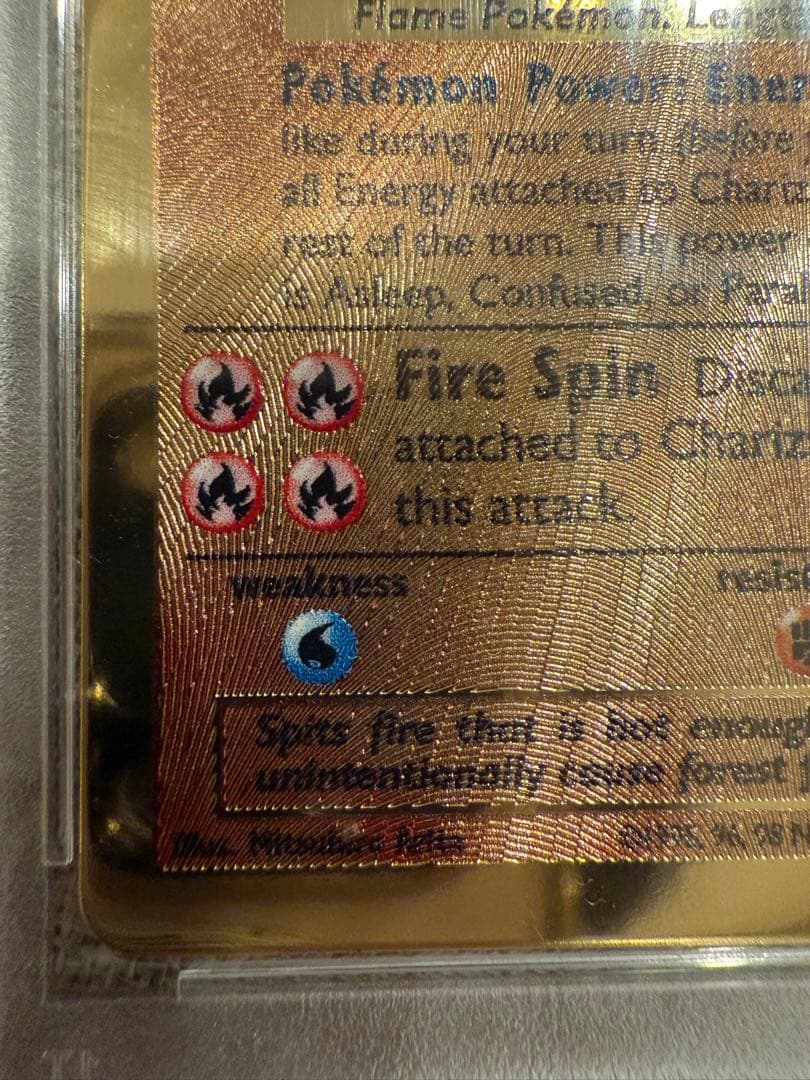 Flame Pokémon. Lengt
Pokémon Power: Ener
like during your turn (before
all Energy attached to Chariz
rest of the turn. This power
is Asleep, Confused, or Paral
Fire Spin Disca
attached to Chariz
this attack.
weakness
resist
Spits fire that is hot enoug
unintentionally cause forest
Illus. Mitsuhiro Arita
©1995, 96, 98 N